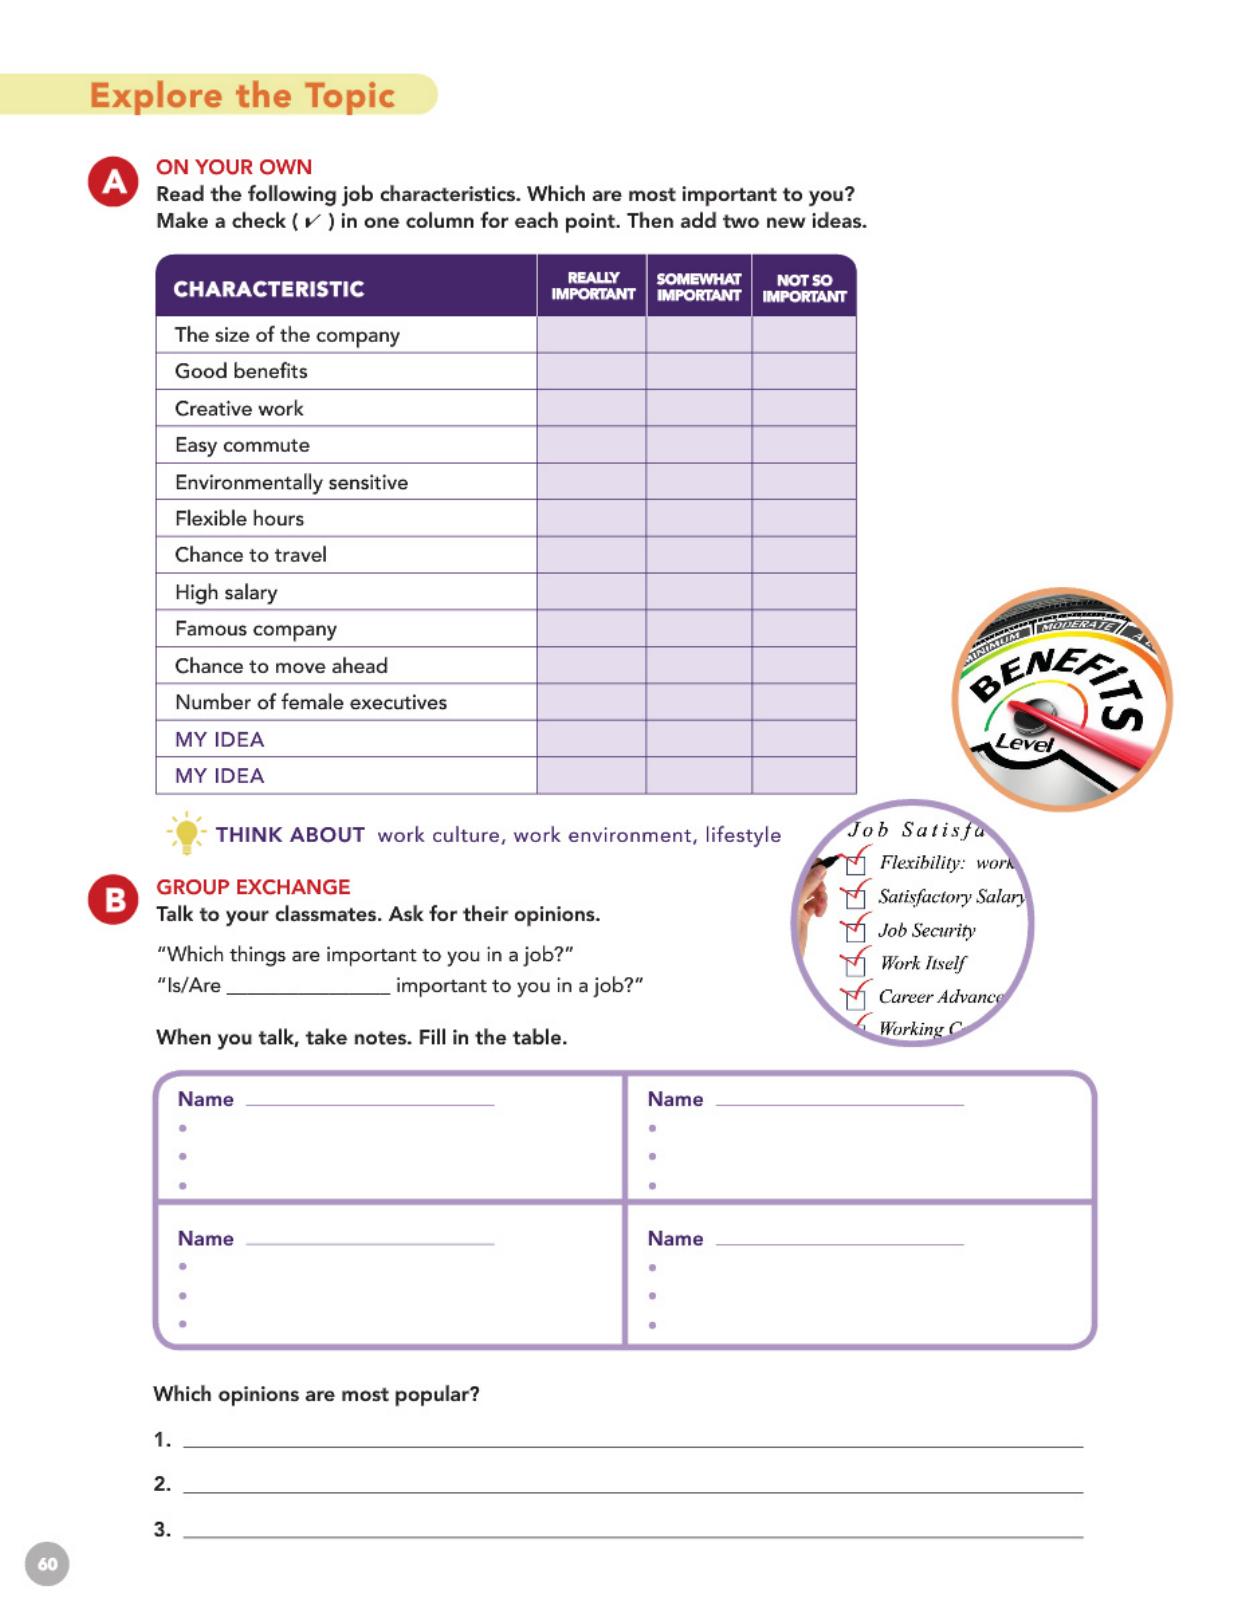 Explore the Topic
A
ON YOUR OWN
Read the following job characteristics. Which are most important to you?
Make a check ( ✓ ) in one column for each point. Then add two new ideas.
CHARACTERISTIC
REALLY
IMPORTANT
SOMEWHAT
IMPORTANT
NOT SO
IMPORTANT
The size of the company
Good benefits
Creative work
Easy commute
Environmentally sensitive
Flexible hours
Chance to travel
High salary
Famous company
Chance to move ahead
Number of female executives
MY IDEA
MY IDEA
MINIMUM MODERATE
BENEFiTS
Level
THINK ABOUT work culture, work environment, lifestyle
Job Satisfa
Flexibility: work
Satisfactory Salary
Job Security
Work Itself
Career Advance
Working
B
GROUP EXCHANGE
Talk to your classmates. Ask for their opinions.
“Which things are important to you in a job?”
“Is/Are _______________ important to you in a job?”
When you talk, take notes. Fill in the table.
Name
Name
Name
Name
Which opinions are most popular?
1.
2.
3.
60